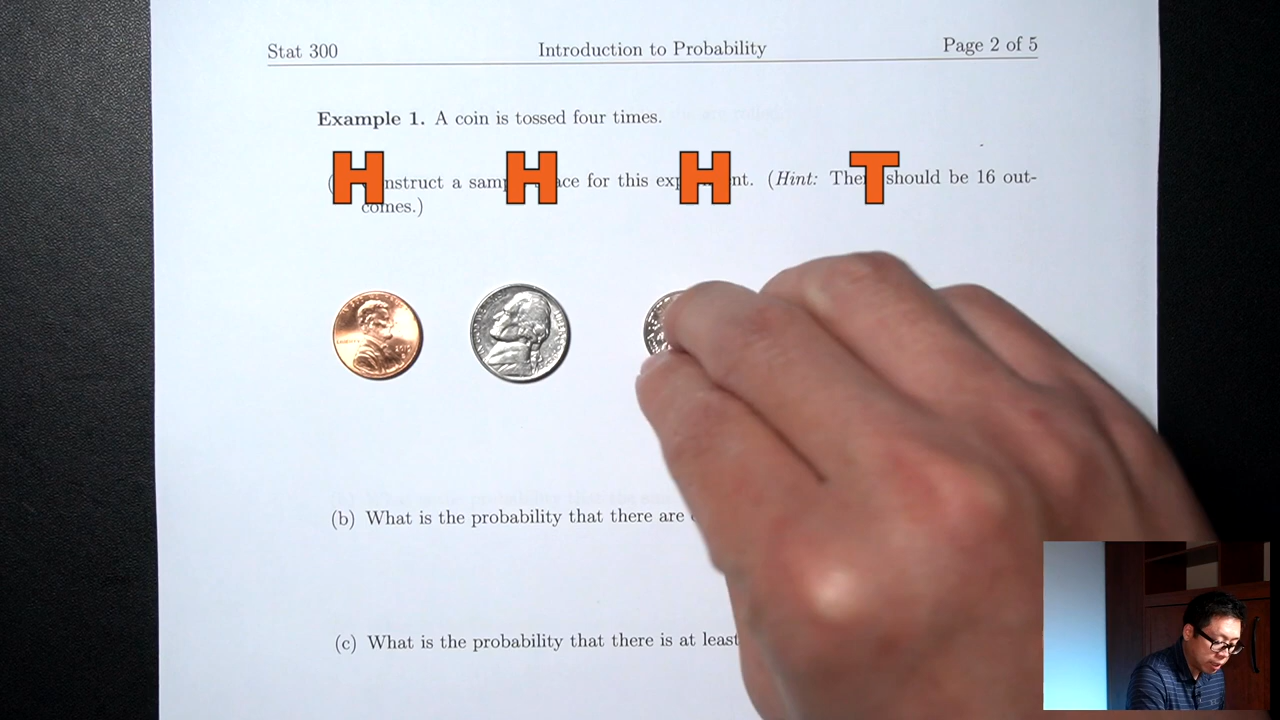 Stat 300 Introduction to Probability Page 2 of 5
Example 1. A coin is tossed four times.
H H H T
( nstruct a sam ace for this ex nt. (Hint: The should be 16 out-
comes.)
(b) What is the probability that there are
(c) What is the probability that there is at least